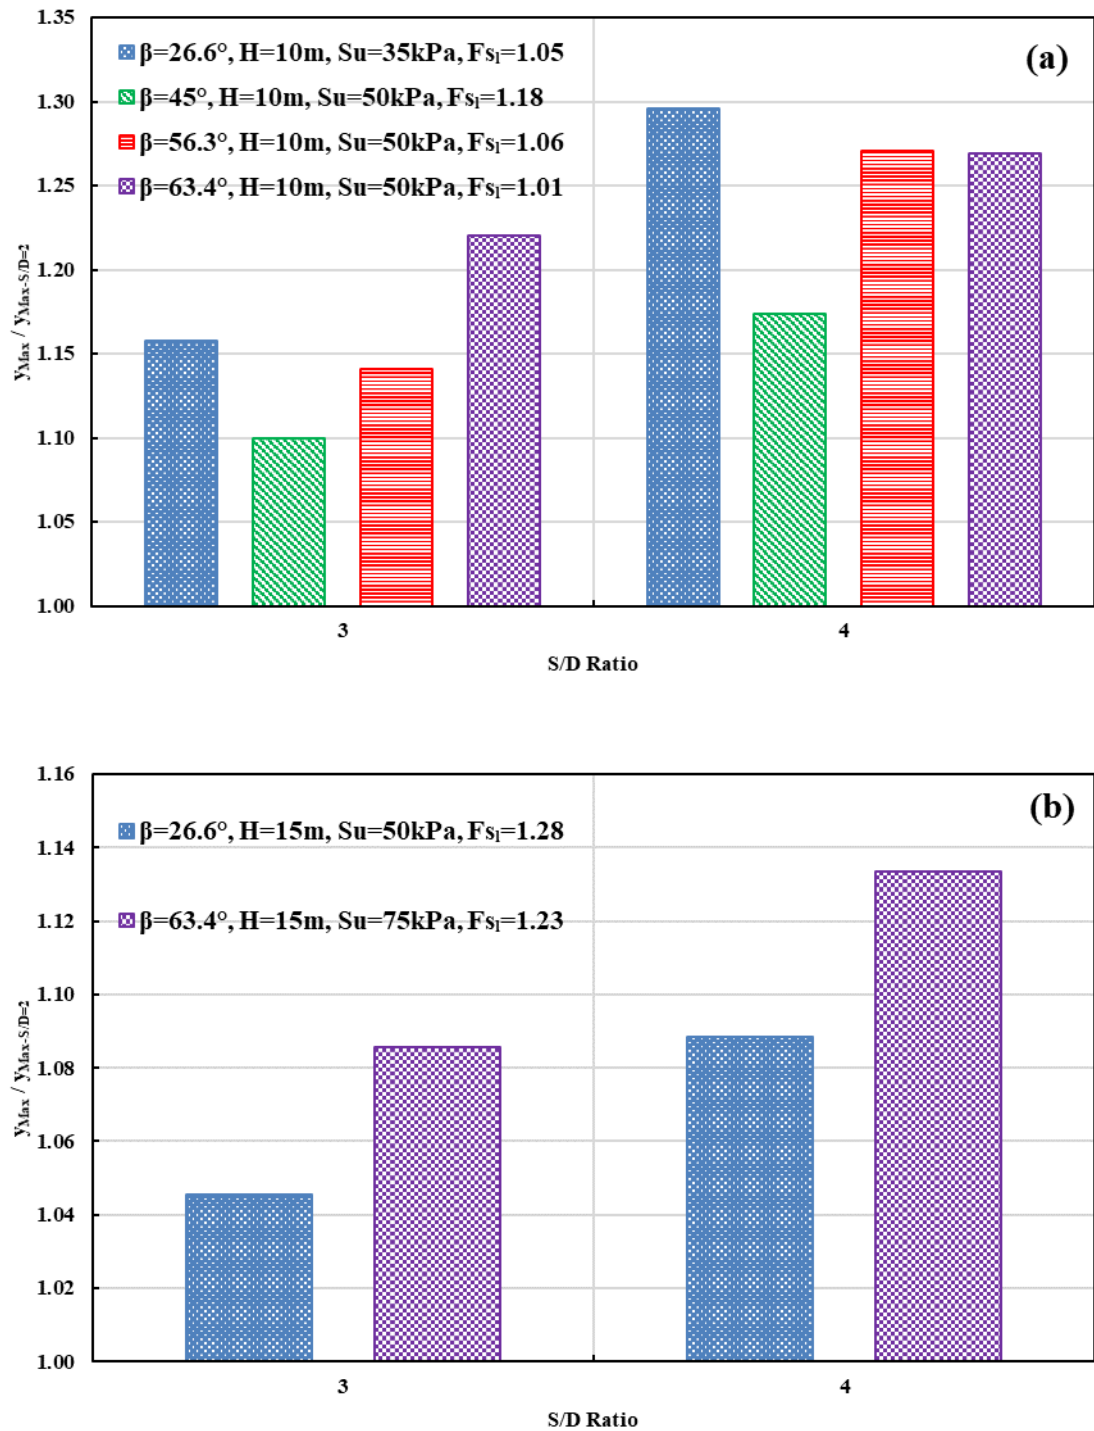 1.35
1.30
1.25
1.20
1.15
1.10
1.05
1.00
yMax / yMax-S/D=2
β=26.6°, H=10m, Su=35kPa, Fsl=1.05
β=45°, H=10m, Su=50kPa, Fsl=1.18
β=56.3°, H=10m, Su=50kPa, Fsl=1.06
β=63.4°, H=10m, Su=50kPa, Fsl=1.01
(a)
3
4
S/D Ratio
1.16
1.14
1.12
1.10
1.08
1.06
1.04
1.02
1.00
yMax / yMax-S/D=2
β=26.6°, H=15m, Su=50kPa, Fsl=1.28
β=63.4°, H=15m, Su=75kPa, Fsl=1.23
(b)
3
4
S/D Ratio